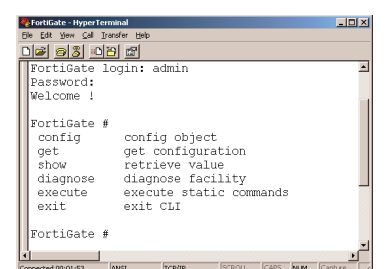 FortiGate - HyperTerminal
File Edit View Call Transfer Help
FortiGate login: admin
Password:
Welcome !
FortiGate #
config config object
get get configuration
show retrieve value
diagnose diagnose facility
execute execute static commands
exit exit CLI
FortiGate #
Connected 00:01:53 ANSI TCP/IP SCROLL CAPS NUM Capture